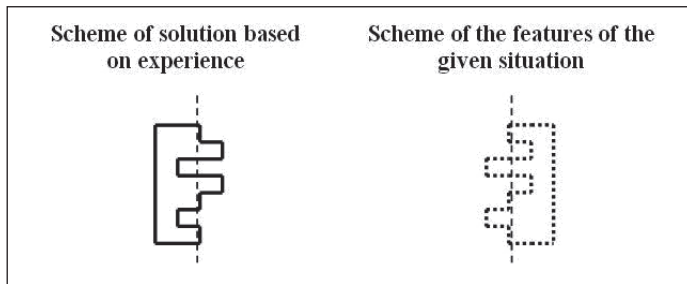 Scheme of solution based
on experience
Scheme of the features of the
given situation